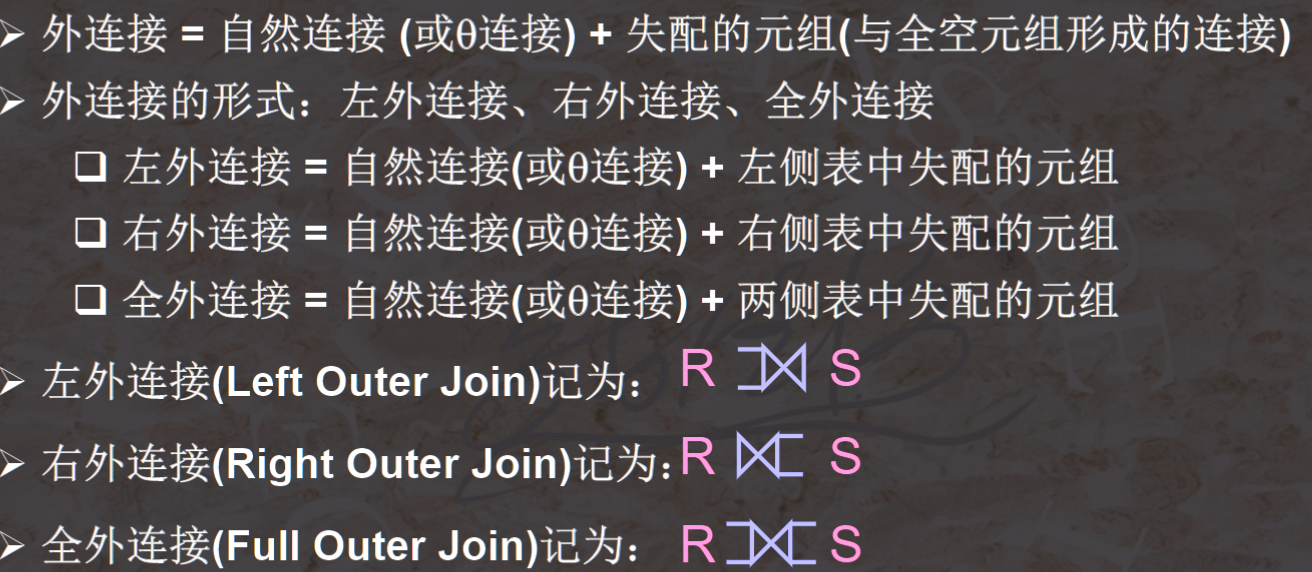 ➢ 外连接 = 自然连接 (或θ连接) + 失配的元组(与全空元组形成的连接)
➢ 外连接的形式：左外连接、右外连接、全外连接
❑ 左外连接 = 自然连接(或θ连接) + 左侧表中失配的元组
❑ 右外连接 = 自然连接(或θ连接) + 右侧表中失配的元组
❑ 全外连接 = 自然连接(或θ连接) + 两侧表中失配的元组
➢ 左外连接(Left Outer Join)记为： R ⟕ S
➢ 右外连接(Right Outer Join)记为：R ⟖ S
➢ 全外连接(Full Outer Join)记为： R ⟗ S